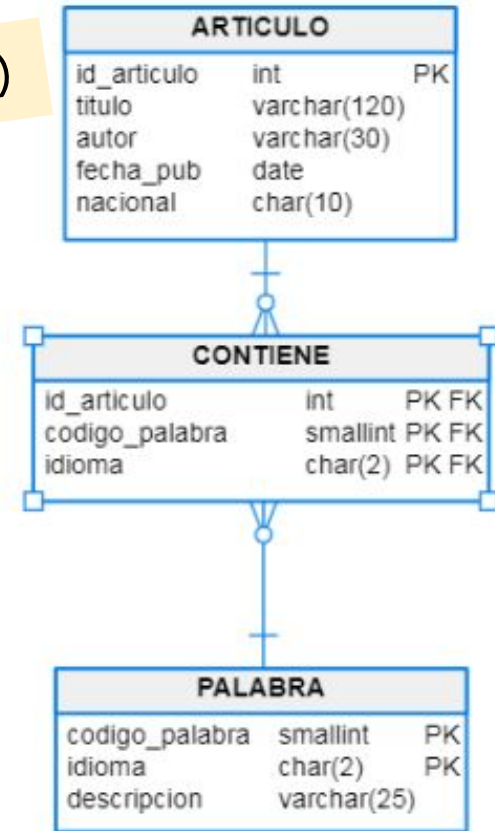 )
ARTICULO
id_articulo int PK
titulo varchar(120)
autor varchar(30)
fecha_pub date
nacional char(10)
CONTIENE
id_articulo int PK FK
codigo_palabra smallint PK FK
idioma char(2) PK FK
PALABRA
codigo_palabra smallint PK
idioma char(2) PK
descripcion varchar(25)